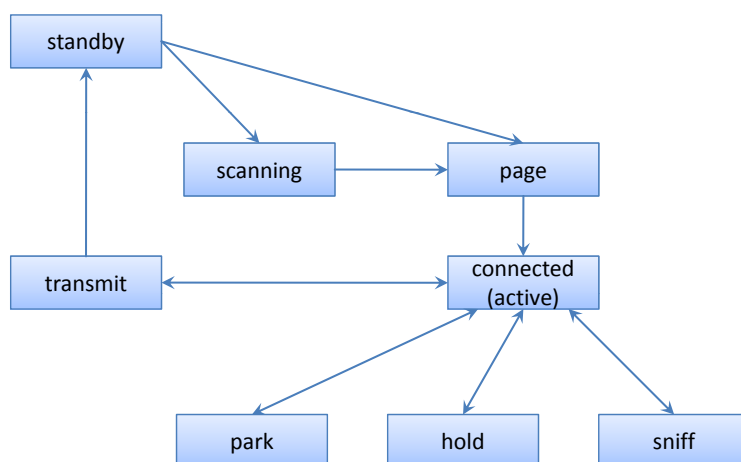 standby
scanning
page
transmit
connected
(active)
park
hold
sniff